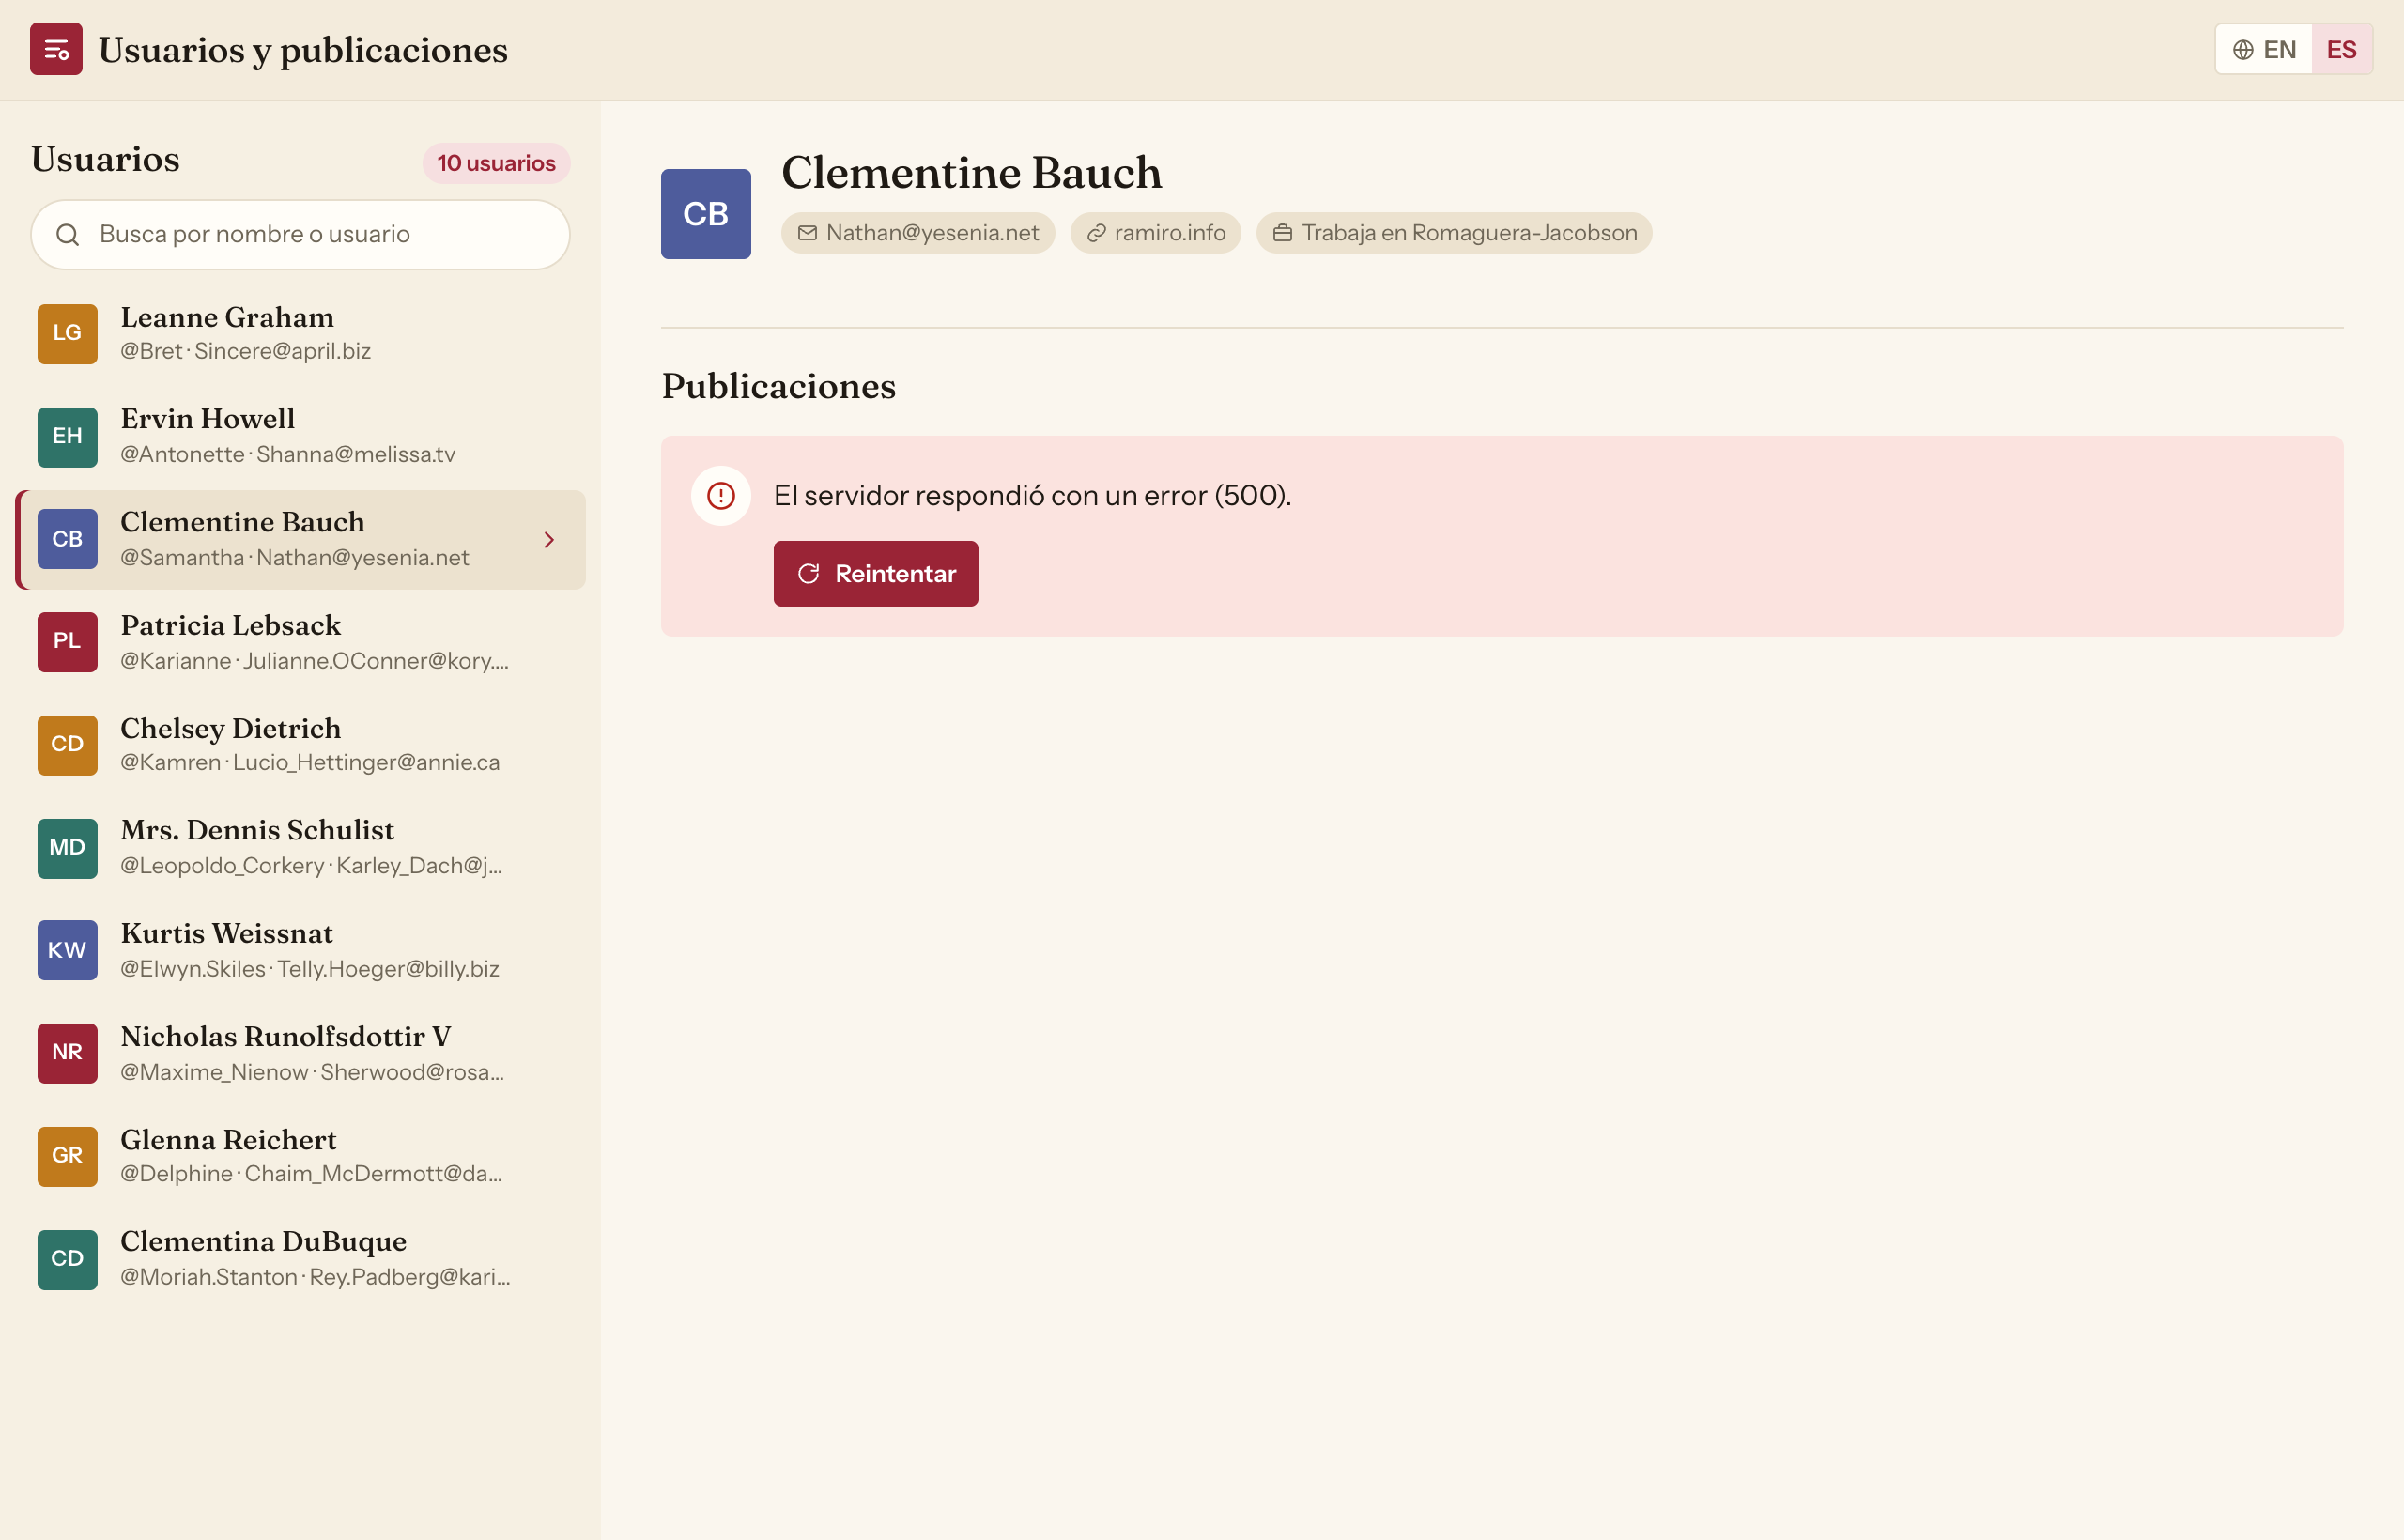 Usuarios y publicaciones
EN ES
Usuarios
10 usuarios
Busca por nombre o usuario
LG
Leanne Graham
@Bret · Sincere@april.biz
EH
Ervin Howell
@Antonette · Shanna@melissa.tv
CB
Clementine Bauch
@Samantha · Nathan@yesenia.net
PL
Patricia Lebsack
@Karianne · Julianne.OConner@kory....
CD
Chelsey Dietrich
@Kamren · Lucio_Hettinger@annie.ca
MD
Mrs. Dennis Schulist
@Leopoldo_Corkery · Karley_Dach@j...
KW
Kurtis Weissnat
@Elwyn.Skiles · Telly.Hoeger@billy.biz
NR
Nicholas Runolfsdottir V
@Maxime_Nienow · Sherwood@rosa...
GR
Glenna Reichert
@Delphine · Chaim_McDermott@da...
CD
Clementina DuBuque
@Moriah.Stanton · Rey.Padberg@kari...
CB
Clementine Bauch
Nathan@yesenia.net
ramiro.info
Trabaja en Romaguera-Jacobson
Publicaciones
El servidor respondió con un error (500).
Reintentar